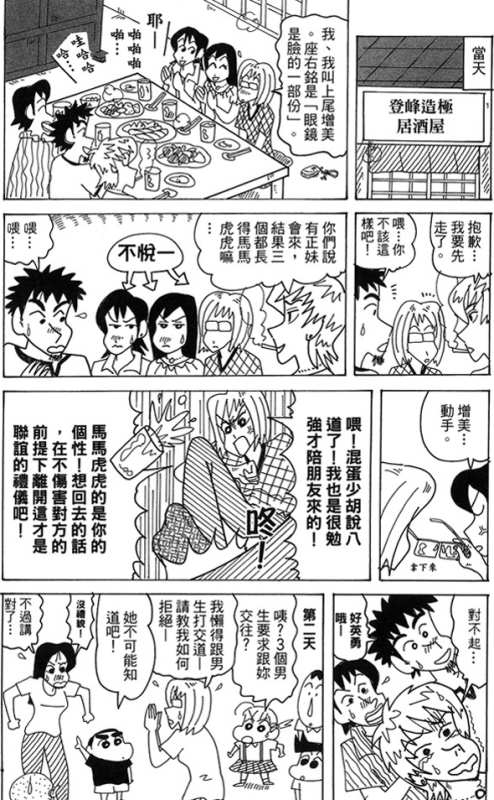 當天
登峰造極
居酒屋
我、我叫上尾增美
。座右銘是「眼鏡
是臉的一部份」。
耶—
啪啪啪
啪—
哇哈哈
哈—
抱歉…
我要先
走了。
喂…你
不該這
樣吧！
你們說
有正妹
會來，
結果三
個都長
得馬馬
虎虎嘛
…
不悅—
喂…
喂…
增美…
動手。
拿下來
喂！混蛋少胡說八
道了！我也是很勉
強才陪朋友來的！
咚！
馬馬虎虎的是你的
個性！想回去的話
，在不傷害對方的
前提下離開這才是
聯誼的禮儀吧！
對不起…
好英勇
哦—
第二天
咦？3個男
生要求跟妳
交往？
我懶得跟男
生打交道—
請教我如何
拒絕—
她不可能知
道吧！
沒禮貌！
不過講
對了…